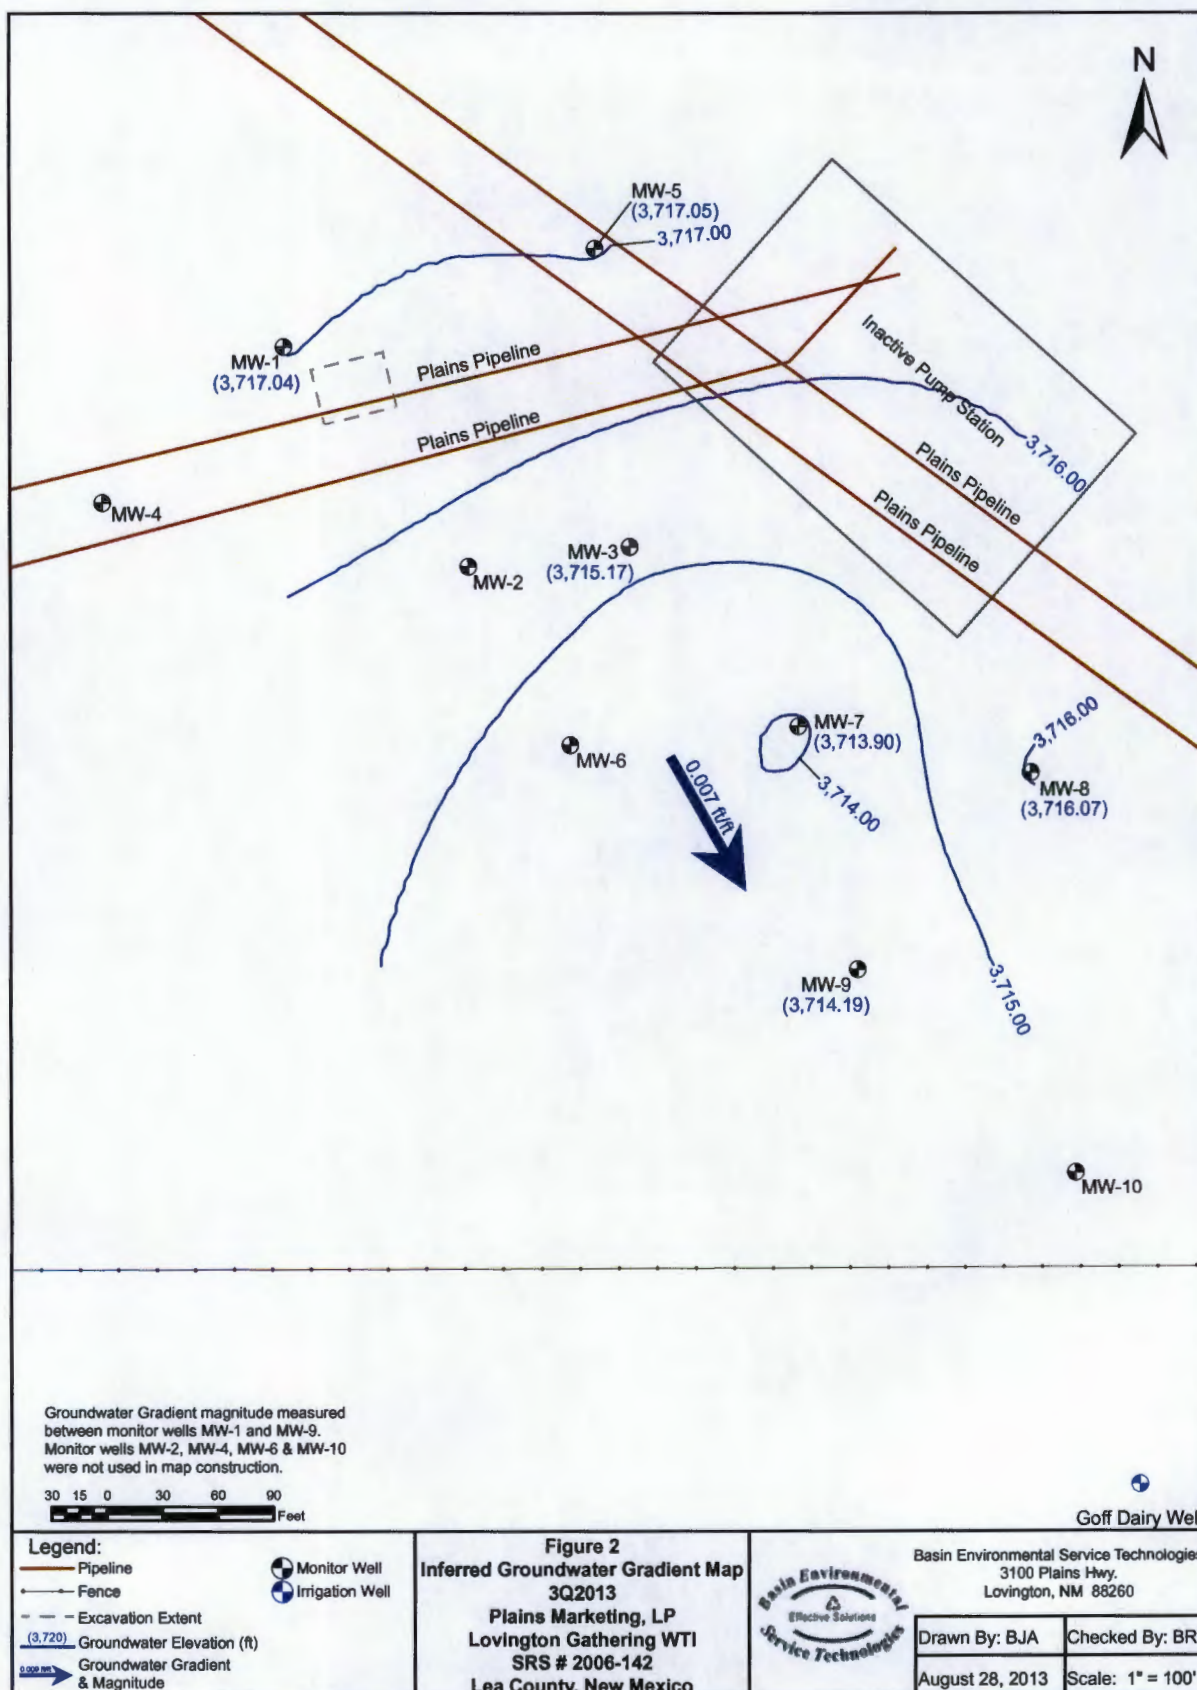 N
MW-5
(3,717.05)
3,717.00
MW-1
(3,717.04)
Plains Pipeline
Plains Pipeline
Inactive Pump Station
3,716.00
Plains Pipeline
Plains Pipeline
MW-4
MW-3
(3,715.17)
MW-2
MW-7
(3,713.90)
3,714.00
MW-6
0.007 ft/ft
3,716.00
MW-8
(3,716.07)
MW-9
(3,714.19)
3,715.00
MW-10
Groundwater Gradient magnitude measured
between monitor wells MW-1 and MW-9.
Monitor wells MW-2, MW-4, MW-6 & MW-10
were not used in map construction.
30 15 0 30 60 90
Feet
Goff Dairy Wel
Legend:
Pipeline
Fence
Excavation Extent
(3,720) Groundwater Elevation (ft)
Groundwater Gradient
& Magnitude
Monitor Well
Irrigation Well
Figure 2
Inferred Groundwater Gradient Map
3Q2013
Plains Marketing, LP
Lovington Gathering WTI
SRS # 2006-142
Lea County, New Mexico
Basin Environmental
Effective Solutions
Service Technologies
Basin Environmental Service Technologies
3100 Plains Hwy.
Lovington, NM 88260
Drawn By: BJA
Checked By: BR
August 28, 2013
Scale: 1" = 100'